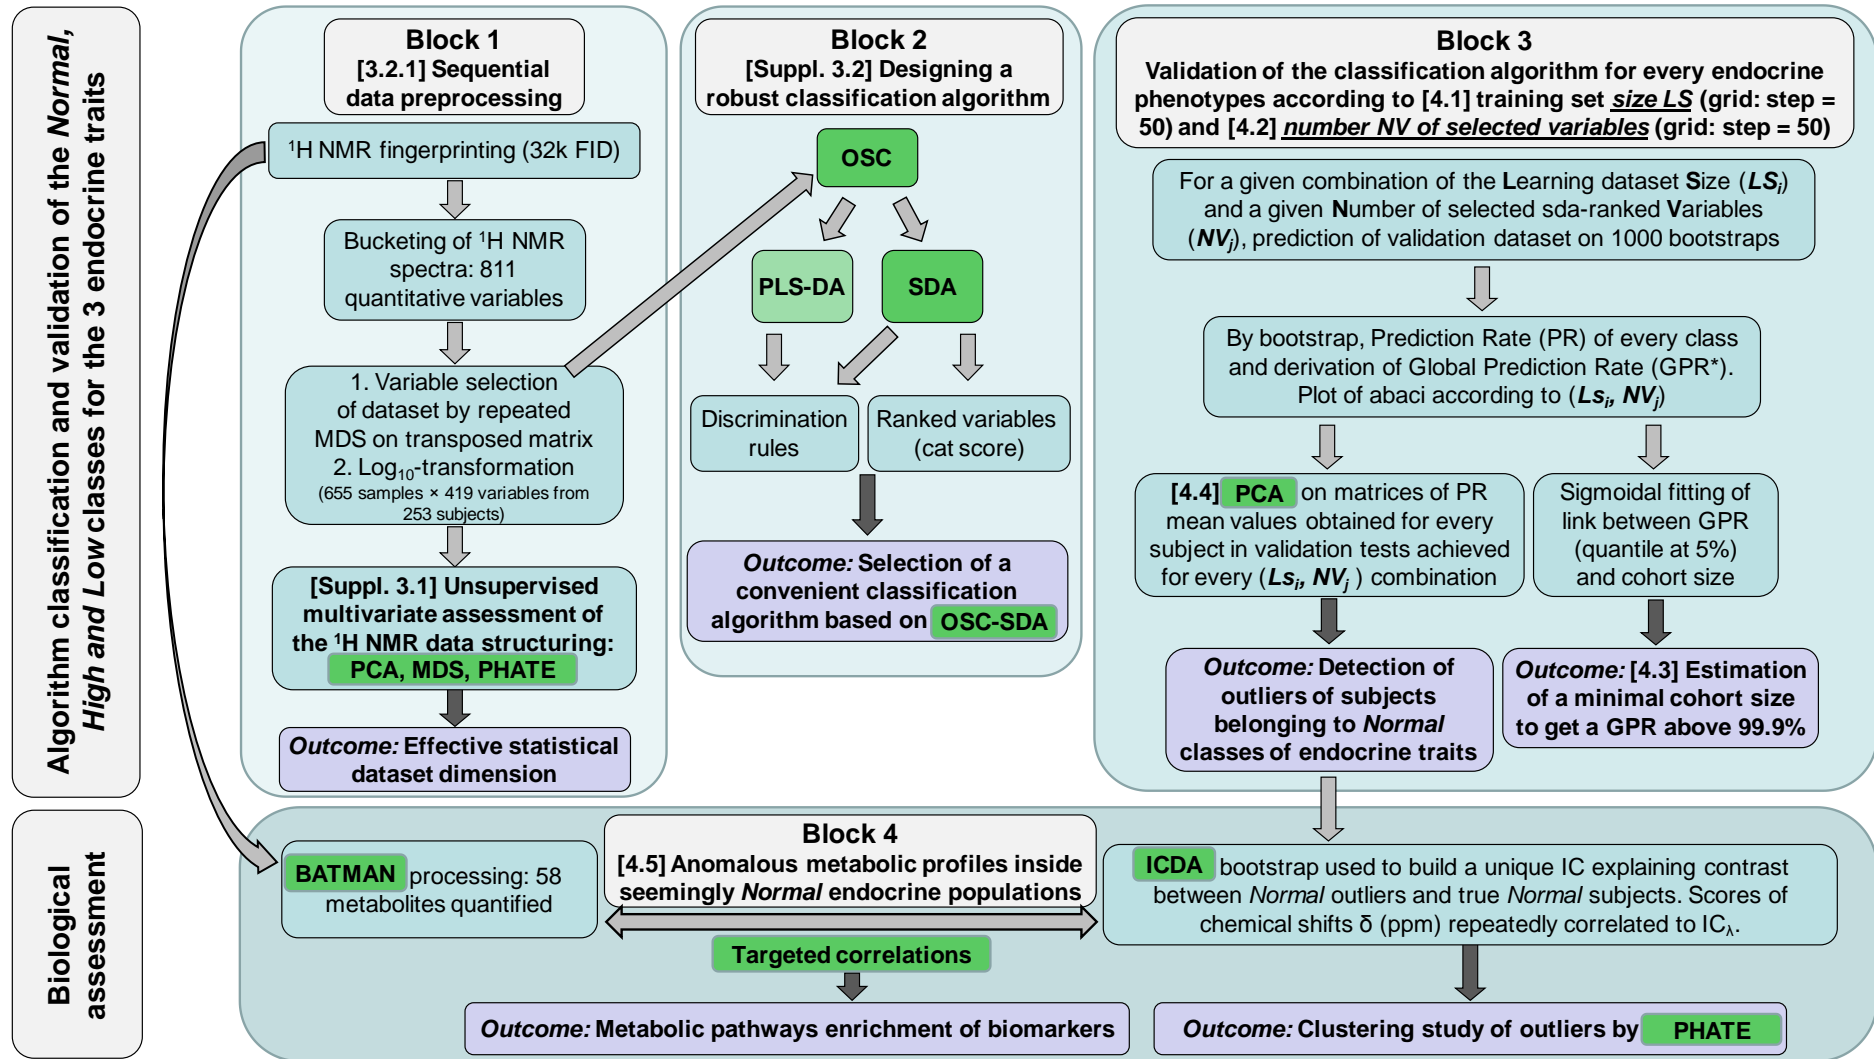 Algorithm classification and validation of the Normal,
High and Low classes for the 3 endocrine traits
Block 1
[3.2.1] Sequential
data preprocessing
¹H NMR fingerprinting (32k FID)
Bucketing of ¹H NMR
spectra: 811
quantitative variables
1. Variable selection
of dataset by repeated
MDS on transposed matrix
2. Log₁₀-transformation
(655 samples × 419 variables from
253 subjects)
[Suppl. 3.1] Unsupervised
multivariate assessment of
the ¹H NMR data structuring:
PCA, MDS, PHATE
Outcome: Effective statistical
dataset dimension
Block 2
[Suppl. 3.2] Designing a
robust classification algorithm
OSC
PLS-DA
SDA
Discrimination
rules
Ranked variables
(cat score)
Outcome: Selection of a
convenient classification
algorithm based on OSC-SDA
Block 3
Validation of the classification algorithm for every endocrine
phenotypes according to [4.1] training set size LS (grid: step =
50) and [4.2] number NV of selected variables (grid: step = 50)
For a given combination of the Learning dataset Size (LSᵢ)
and a given Number of selected sda-ranked Variables
(NVⱼ), prediction of validation dataset on 1000 bootstraps
By bootstrap, Prediction Rate (PR) of every class
and derivation of Global Prediction Rate (GPR*).
Plot of abaci according to (Lsᵢ, NVⱼ)
[4.4] PCA on matrices of PR
mean values obtained for every
subject in validation tests achieved
for every (Lsᵢ, NVⱼ ) combination
Sigmoidal fitting of
link between GPR
(quantile at 5%)
and cohort size
Outcome: Detection of
outliers of subjects
belonging to Normal
classes of endocrine traits
Outcome: [4.3] Estimation
of a minimal cohort size
to get a GPR above 99.9%
Biological
assessment
BATMAN processing: 58
metabolites quantified
Block 4
[4.5] Anomalous metabolic profiles inside
seemingly Normal endocrine populations
Targeted correlations
ICDA bootstrap used to build a unique IC explaining contrast
between Normal outliers and true Normal subjects. Scores of
chemical shifts δ (ppm) repeatedly correlated to IC_λ.
Outcome: Metabolic pathways enrichment of biomarkers
Outcome: Clustering study of outliers by PHATE